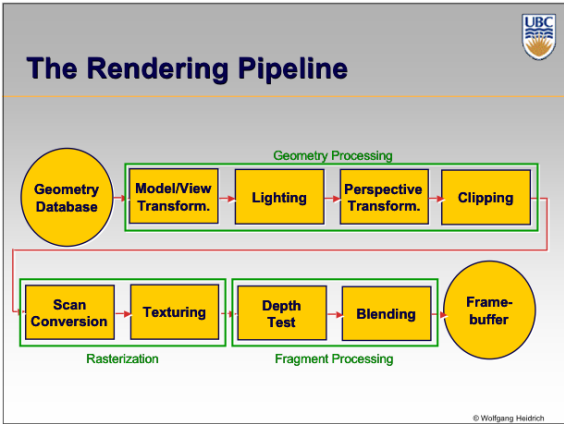 UBC
The Rendering Pipeline
Geometry Processing
Geometry
Database
Model/View
Transform.
Lighting
Perspective
Transform.
Clipping
Scan
Conversion
Texturing
Depth
Test
Blending
Frame-
buffer
Rasterization
Fragment Processing
© Wolfgang Heidrich